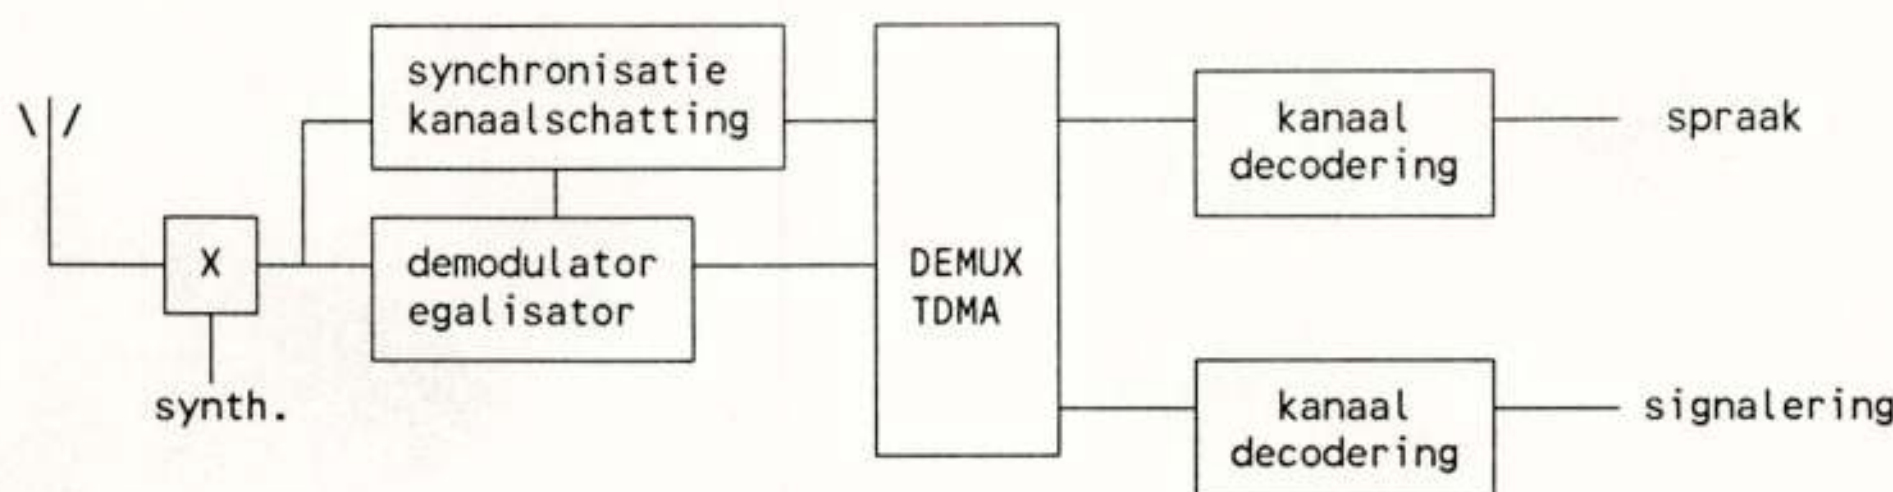 synchronisatie
kanaalschatting
kanaal
decodering
spraak
X
demodulator
egalisator
DEMUX
TDMA
synth.
kanaal
decodering
signalering